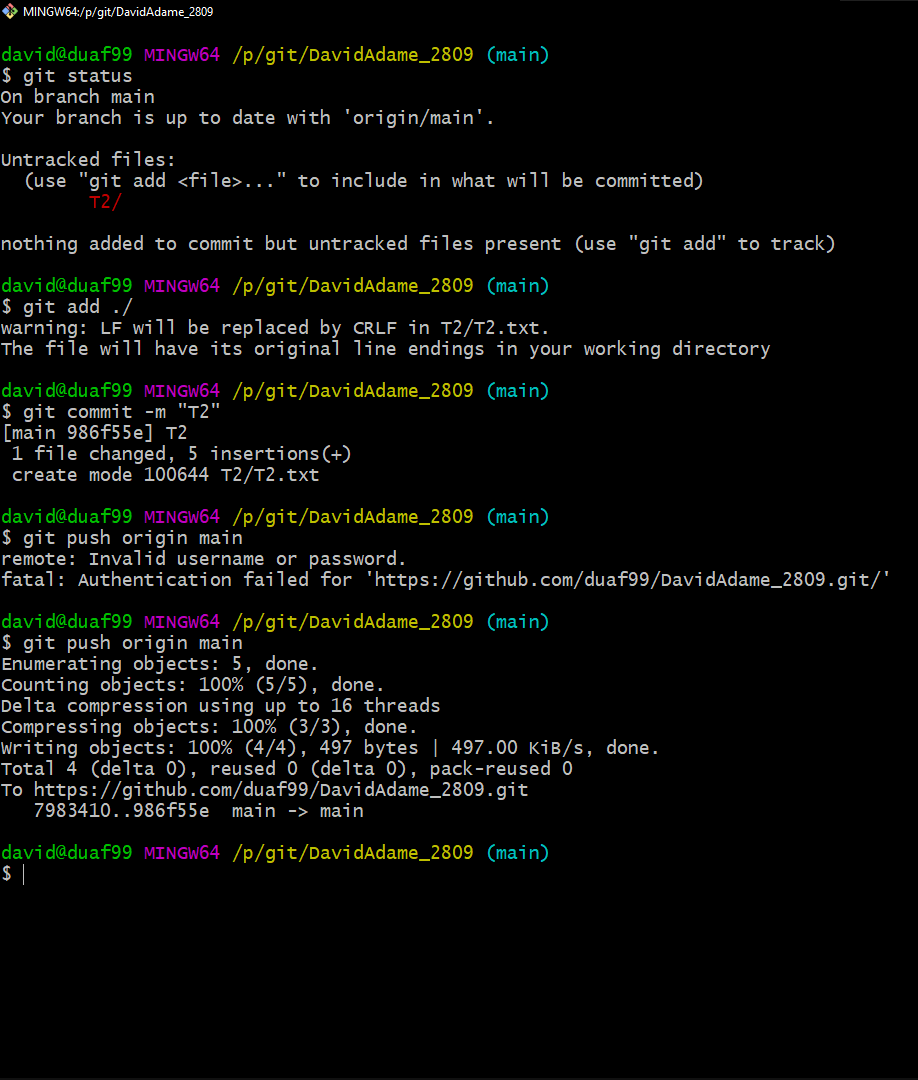 MINGW64:/p/git/DavidAdame_2809
david@duaf99 MINGW64 /p/git/DavidAdame_2809 (main)
$ git status
On branch main
Your branch is up to date with 'origin/main'.
Untracked files:
(use "git add <file>..." to include in what will be committed)
T2/
nothing added to commit but untracked files present (use "git add" to track)
david@duaf99 MINGW64 /p/git/DavidAdame_2809 (main)
$ git add ./
warning: LF will be replaced by CRLF in T2/T2.txt.
The file will have its original line endings in your working directory
david@duaf99 MINGW64 /p/git/DavidAdame_2809 (main)
$ git commit -m "T2"
[main 986f55e] T2
1 file changed, 5 insertions(+)
create mode 100644 T2/T2.txt
david@duaf99 MINGW64 /p/git/DavidAdame_2809 (main)
$ git push origin main
remote: Invalid username or password.
fatal: Authentication failed for 'https://github.com/duaf99/DavidAdame_2809.git/'
david@duaf99 MINGW64 /p/git/DavidAdame_2809 (main)
$ git push origin main
Enumerating objects: 5, done.
Counting objects: 100% (5/5), done.
Delta compression using up to 16 threads
Compressing objects: 100% (3/3), done.
Writing objects: 100% (4/4), 497 bytes | 497.00 KiB/s, done.
Total 4 (delta 0), reused 0 (delta 0), pack-reused 0
To https://github.com/duaf99/DavidAdame_2809.git
7983410..986f55e  main -> main
david@duaf99 MINGW64 /p/git/DavidAdame_2809 (main)
$